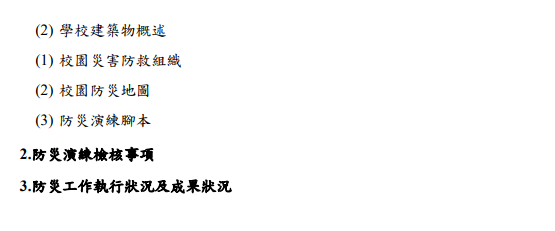 (2) 學校建築物概述
(1) 校園災害防救組織
(2) 校園防災地圖
(3) 防災演練腳本
2.防災演練檢核事項
3.防災工作執行狀況及成果狀況